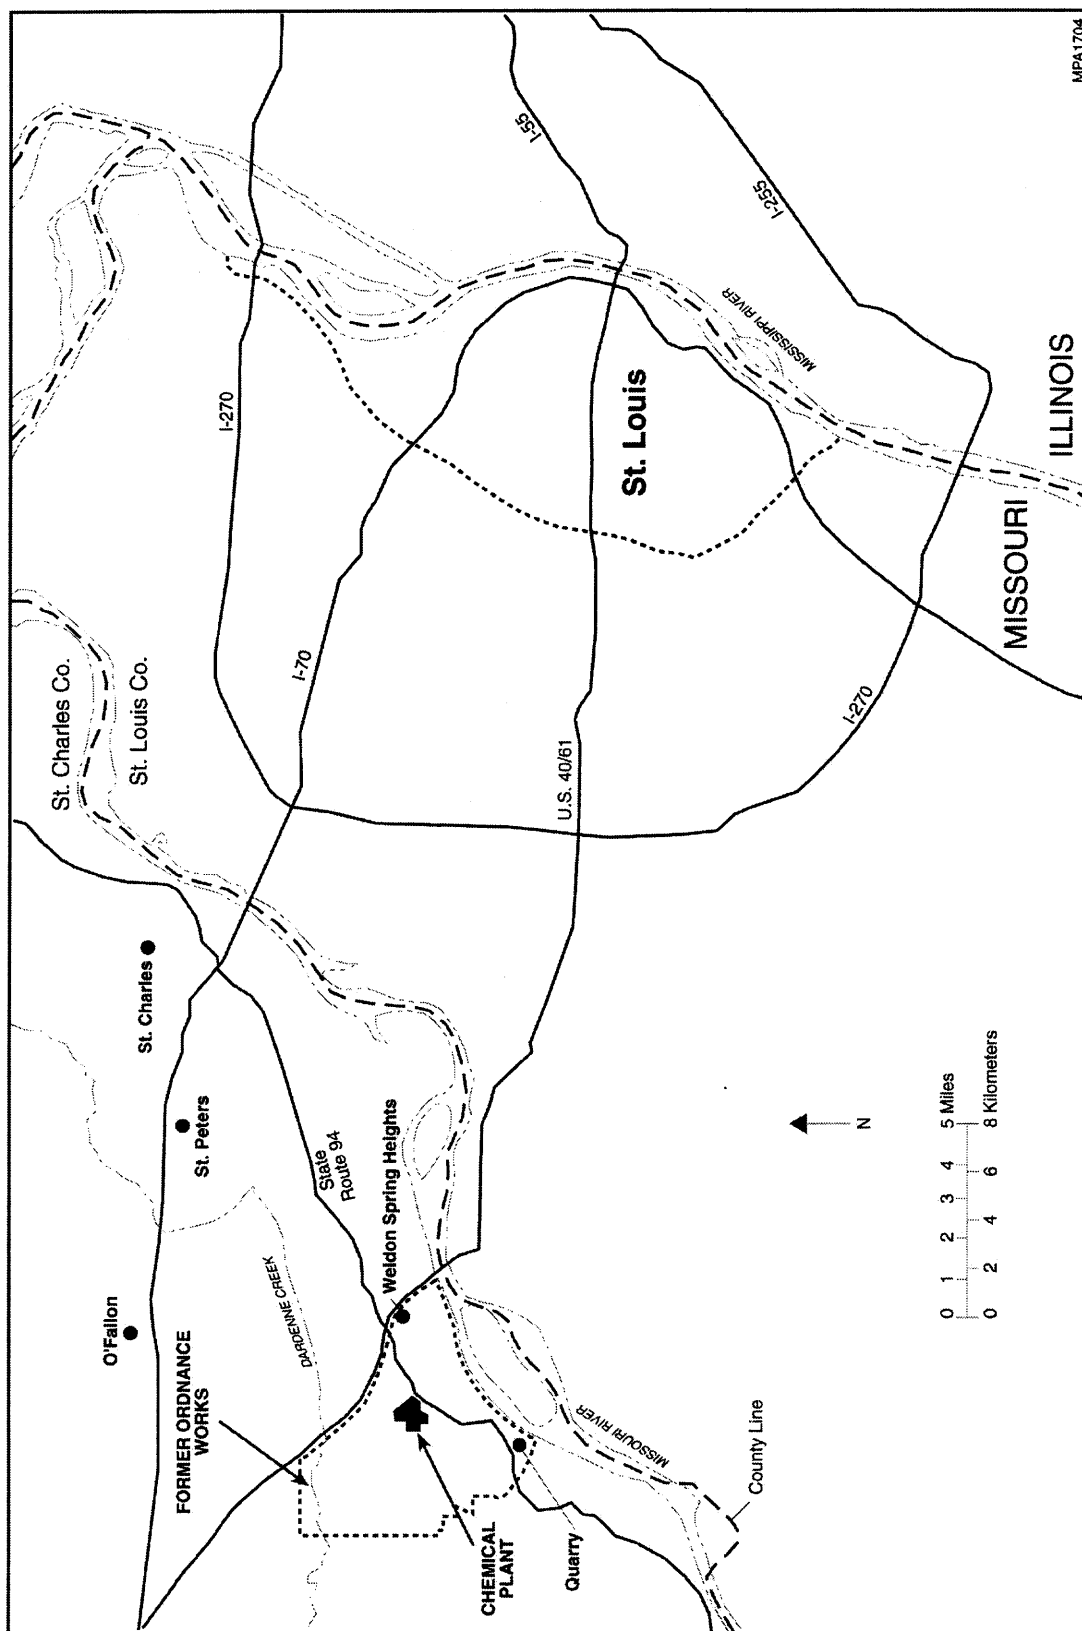 MPA1704
I-55
I-255
I-270
MISSISSIPPI RIVER
St. Louis
ILLINOIS
MISSOURI
St. Charles Co.
St. Louis Co.
I-70
I-270
U.S. 40/61
St. Charles
St. Peters
State
Route 94
Weldon Spring Heights
O'Fallon
DARDENNE CREEK
FORMER ORDNANCE
WORKS
CHEMICAL
PLANT
Quarry
MISSOURI RIVER
County Line
N
0 1 2 3 4 5 Miles
0 2 4 6 8 Kilometers